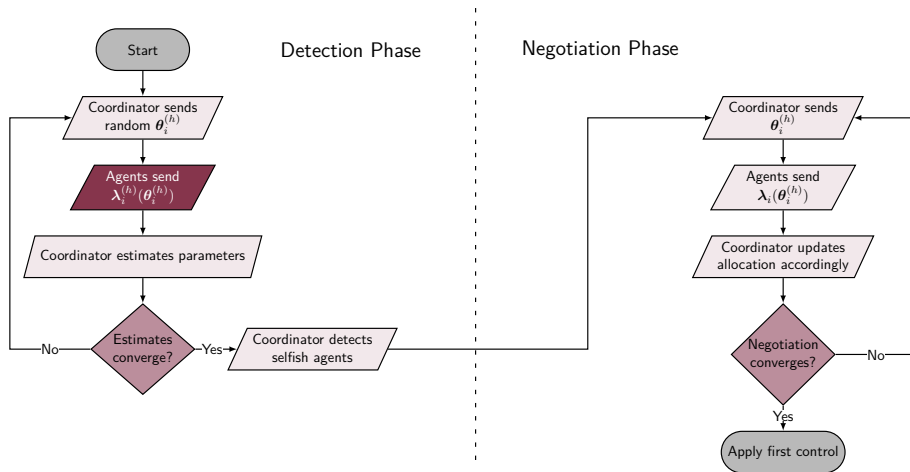 Detection Phase
Negotiation Phase
Start
Coordinator sends
random θ_i^(h)
Agents send
λ_i^(h)(θ_i^(h))
Coordinator estimates parameters
Estimates
converge?
No
Yes
Coordinator detects
selfish agents
Coordinator sends
θ_i^(h)
Agents send
λ_i(θ_i^(h))
Coordinator updates
allocation accordingly
Negotiation
converges?
No
Yes
Apply first control